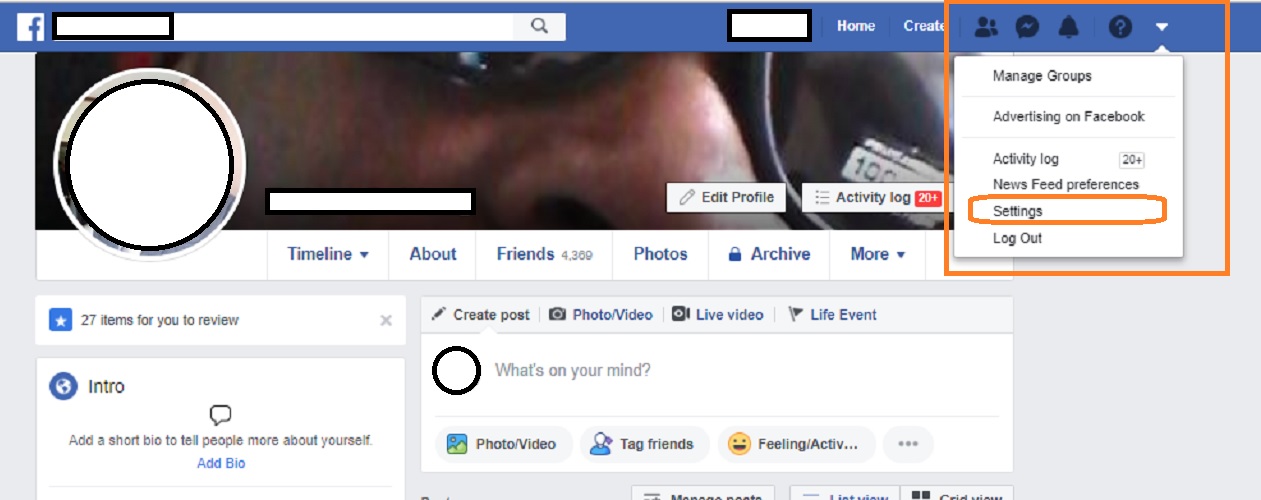 f
Home Create
Manage Groups
Advertising on Facebook
Activity log 20+
News Feed preferences
Settings
Log Out
Edit Profile Activity log 20+
Timeline About Friends 4,369 Photos Archive More
27 items for you to review
Create post Photo/Video Live video Life Event
Intro
Add a short bio to tell people more about yourself.
Add Bio
What's on your mind?
Photo/Video Tag friends Feeling/Activ...
Manage posts List view Grid view